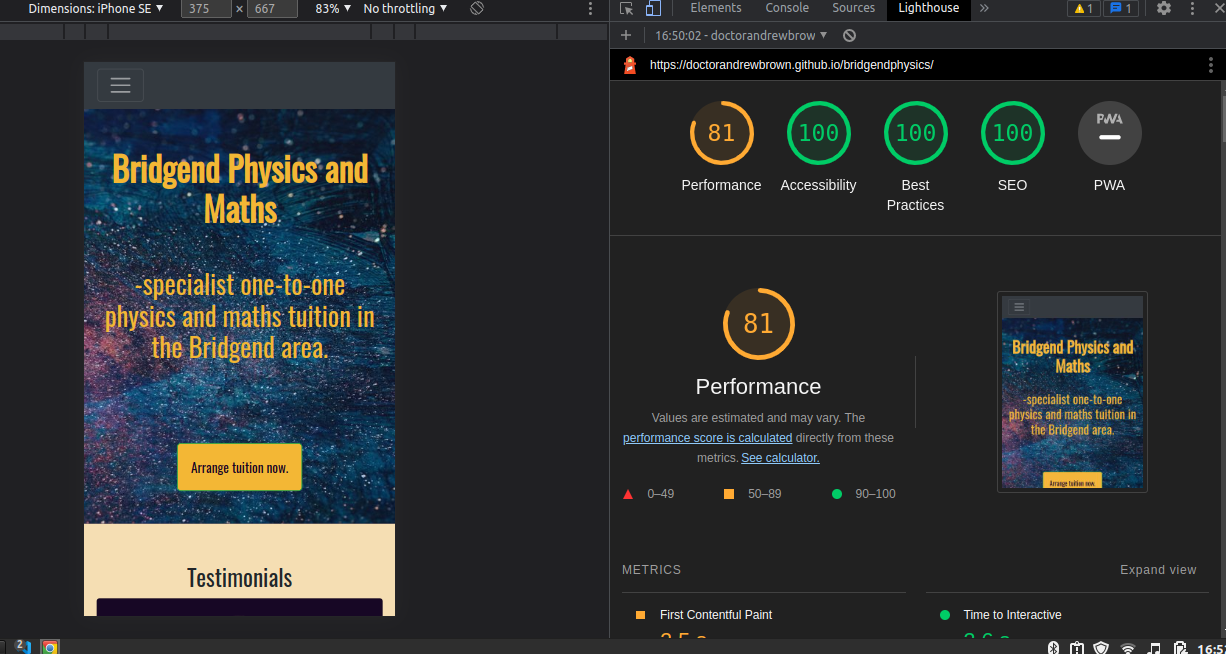 Dimensions: iPhone SE ▼ 375 × 667 83% ▼ No throttling ▼
Elements Console Sources Lighthouse »
1 1
+ 16:50:02 - doctorandrewbrow ▼
https://doctorandrewbrown.github.io/bridgendphysics/
Bridgend Physics and
Maths
-specialist one-to-one
physics and maths tuition in
the Bridgend area.
Arrange tuition now.
Testimonials
81 100 100 100 PWA
Performance Accessibility Best
Practices SEO PWA
81
Performance
Values are estimated and may vary. The
performance score is calculated directly from these
metrics. See calculator.
0–49 50–89 90–100
Bridgend Physics and
Maths
-specialist one-to-one
physics and maths tuition in
the Bridgend area.
Arrange tuition now.
METRICS Expand view
First Contentful Paint
Time to Interactive
2